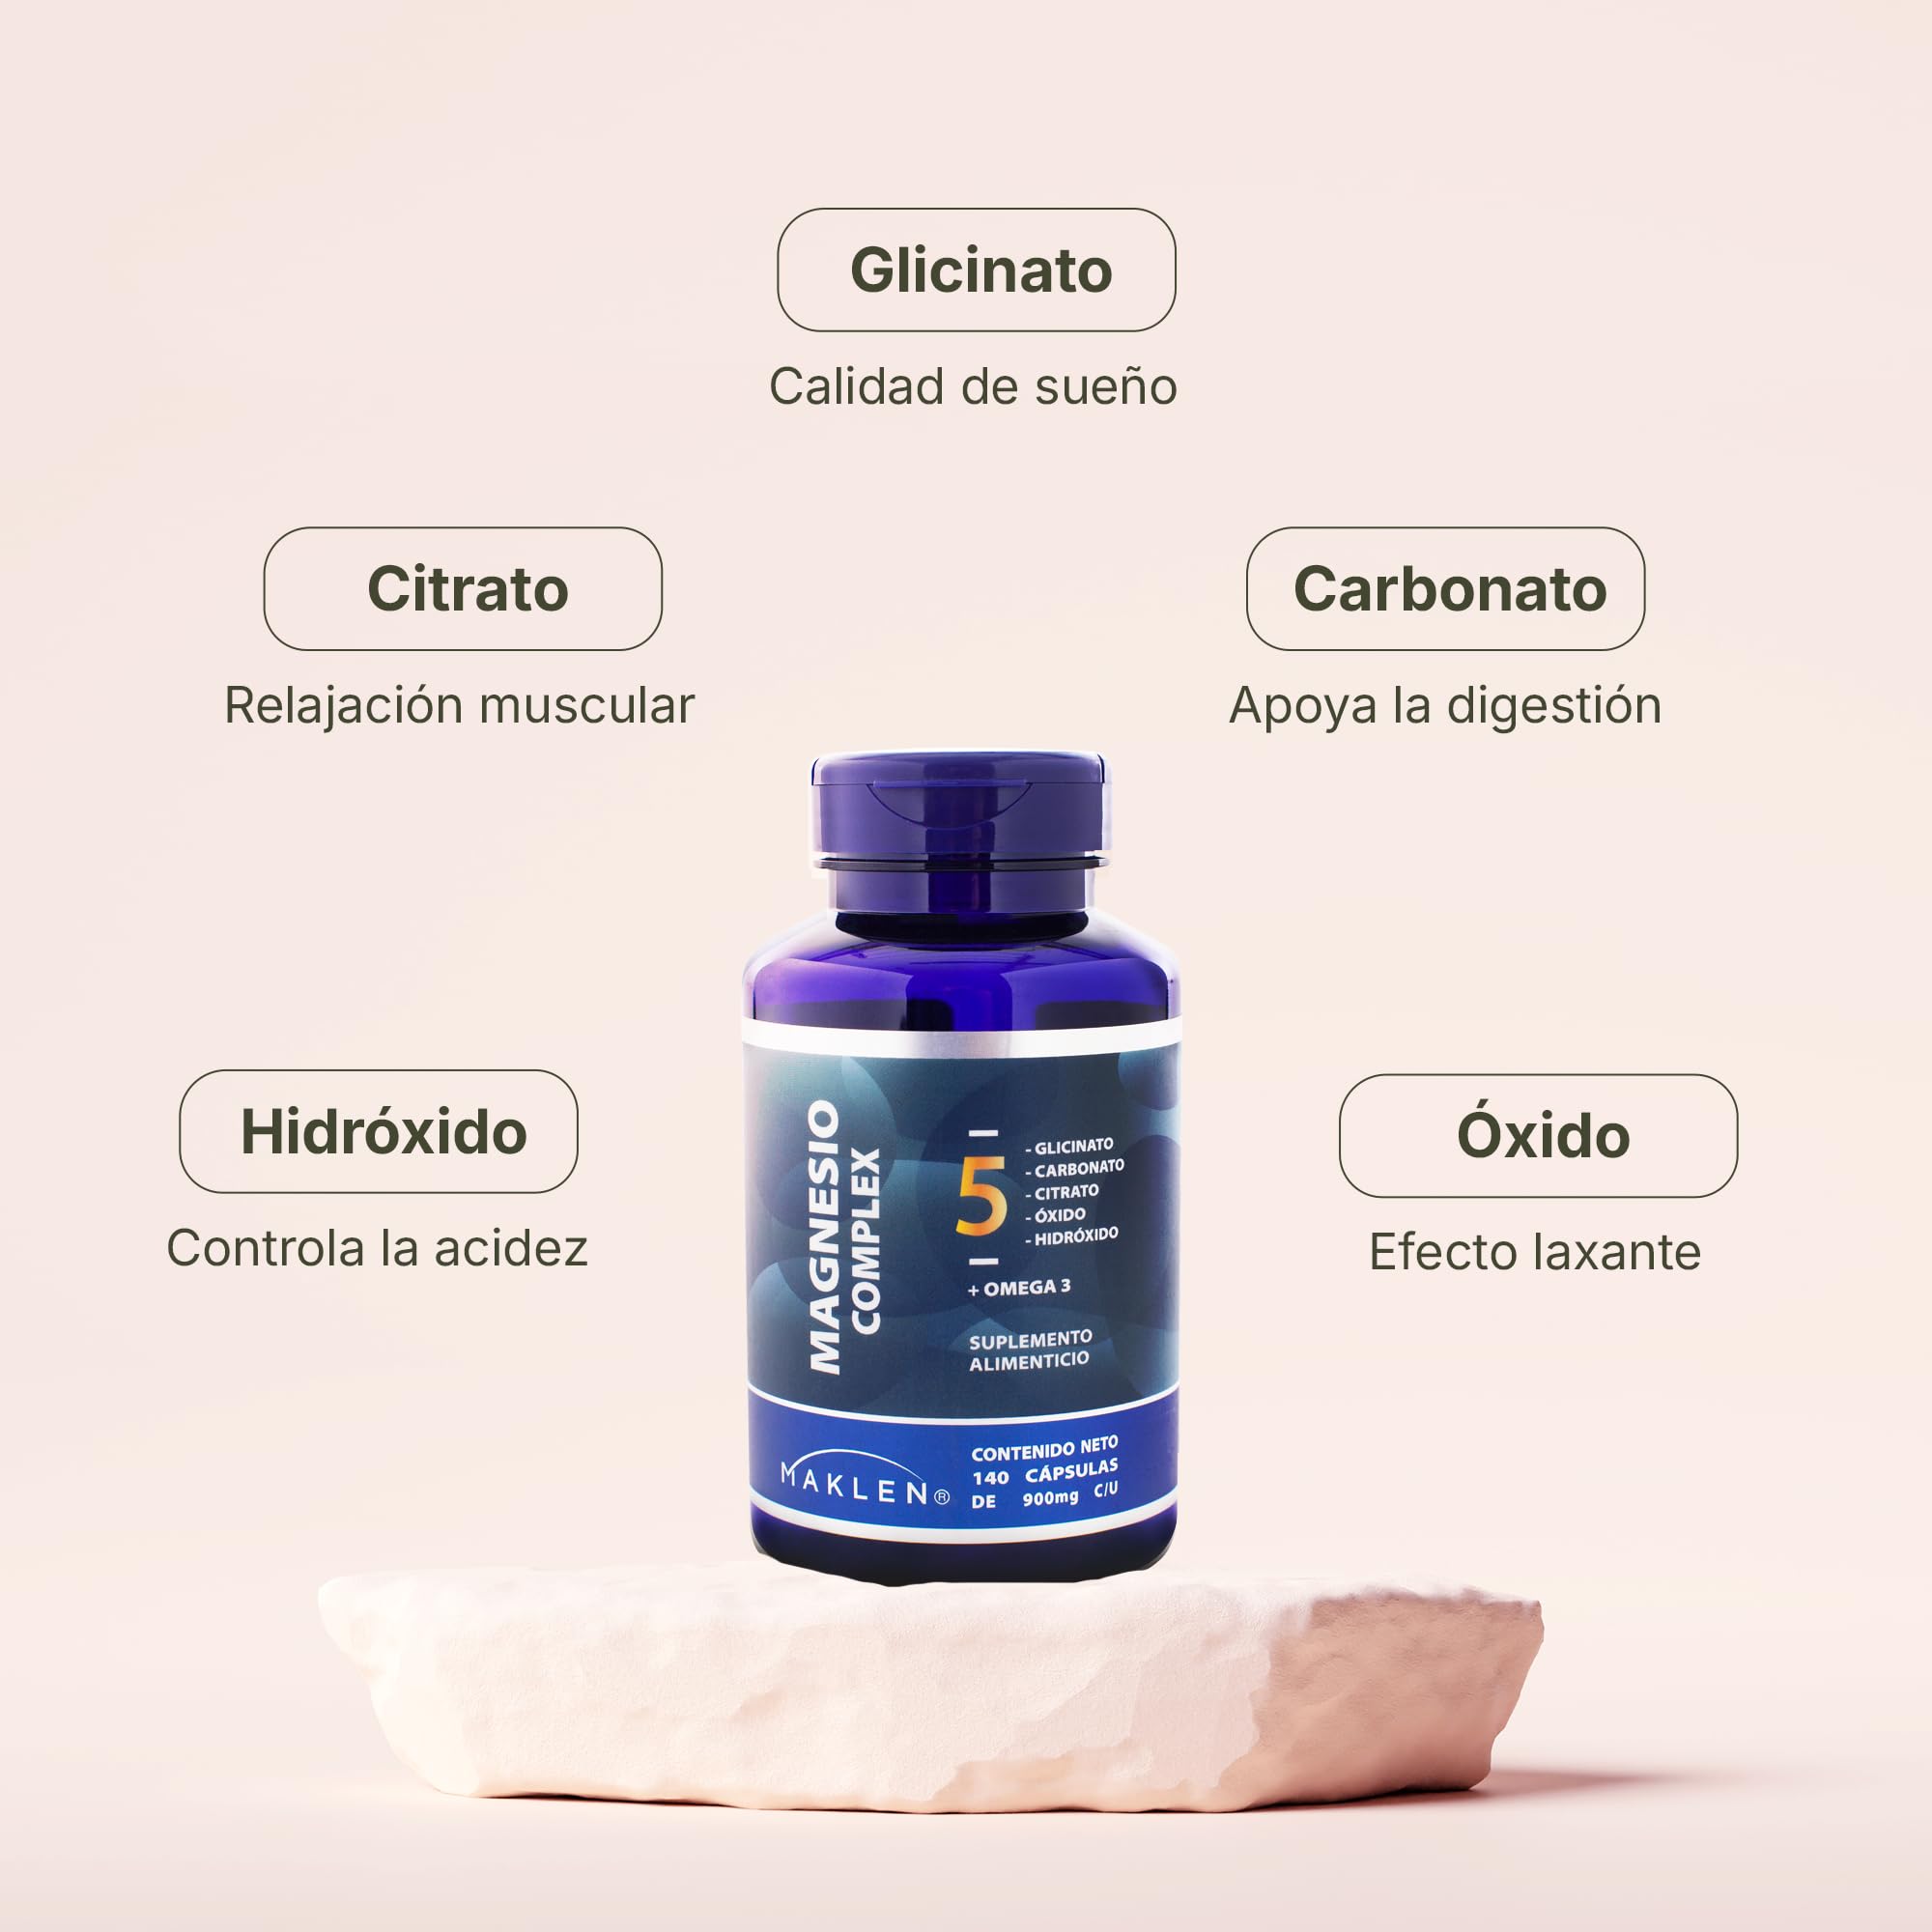 Glicinato
Calidad de sueño
Citrato
Relajación muscular
Carbonato
Apoya la digestión
Hidróxido
Controla la acidez
Óxido
Efecto laxante
MAGNESIO
COMPLEX
5
- GLICINATO
- CARBONATO
- CITRATO
- ÓXIDO
- HIDRÓXIDO
+ OMEGA 3
SUPLEMENTO
ALIMENTICIO
MAKLEN®
CONTENIDO NETO
140 CÁPSULAS
DE 900mg C/U